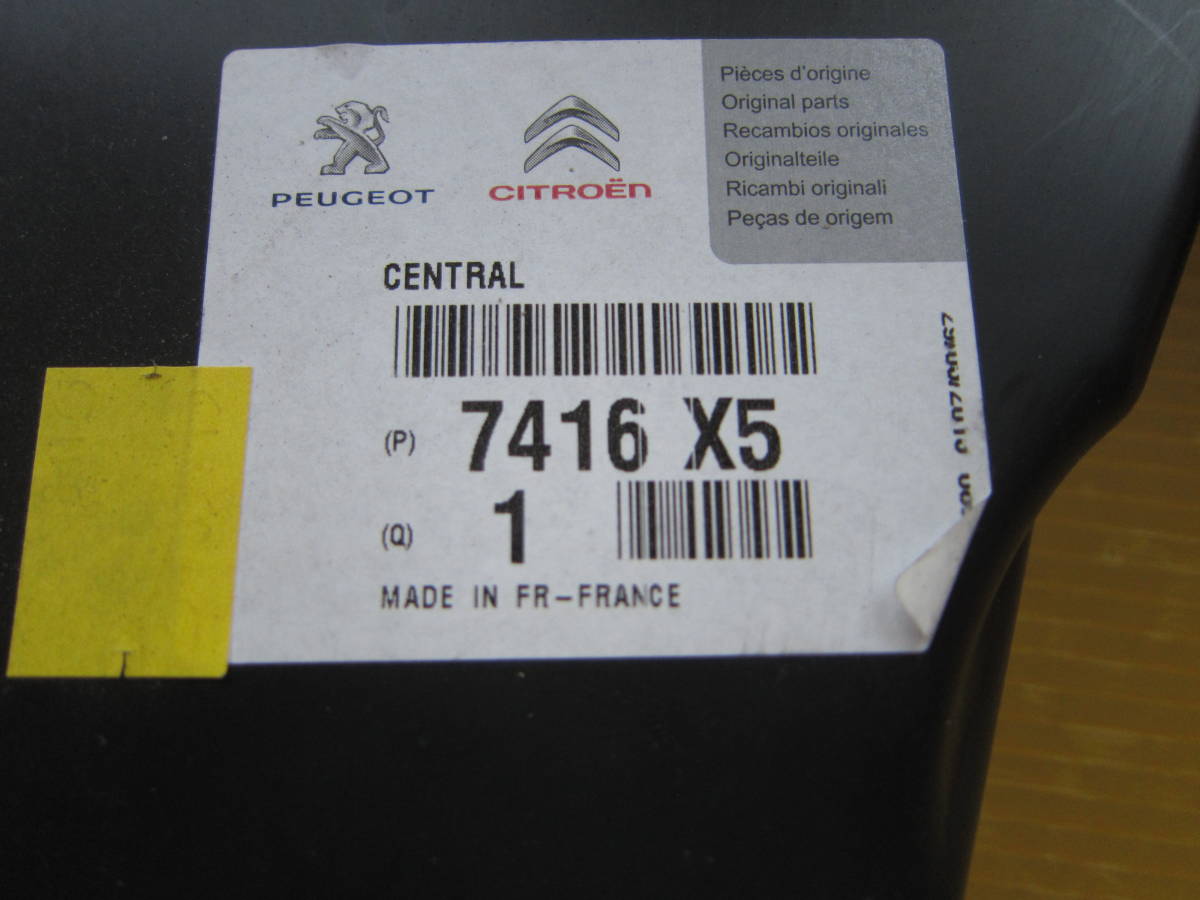 PEUGEOT
CITROËN
Pièces d'origine
Original parts
Recambios originales
Originalteile
Ricambi originali
Peças de origem
CENTRAL
(P) 7416 X5
(Q) 1
MADE IN FR-FRANCE